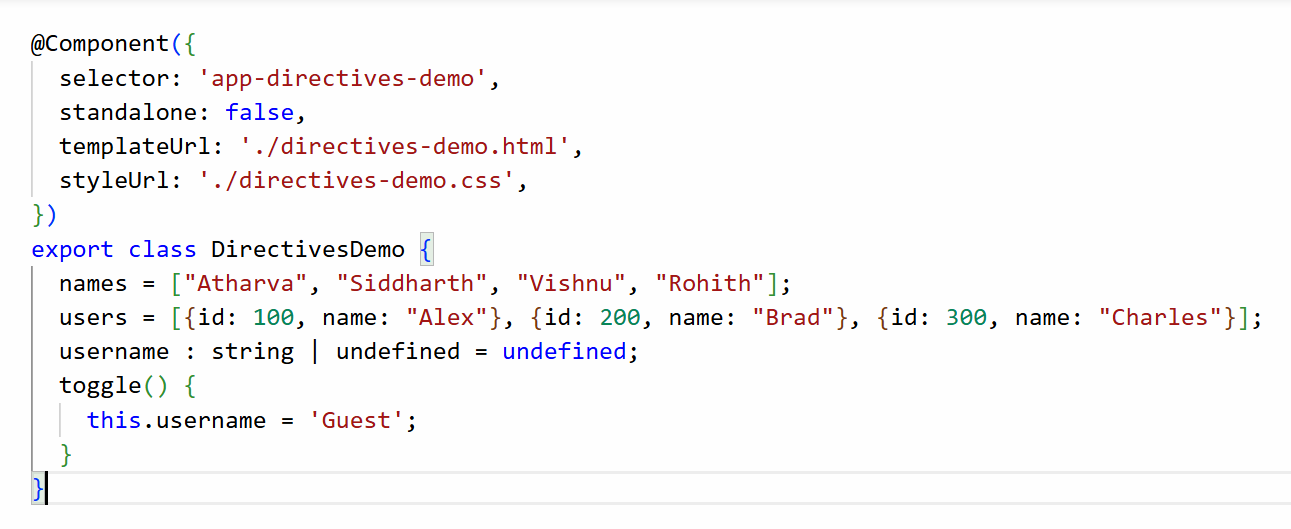 @Component({
  selector: 'app-directives-demo',
  standalone: false,
  templateUrl: './directives-demo.html',
  styleUrl: './directives-demo.css',
})
export class DirectivesDemo {
  names = ["Atharva", "Siddharth", "Vishnu", "Rohith"];
  users = [{id: 100, name: "Alex"}, {id: 200, name: "Brad"}, {id: 300, name: "Charles"}];
  username : string | undefined = undefined;
  toggle() {
    this.username = 'Guest';
  }
}